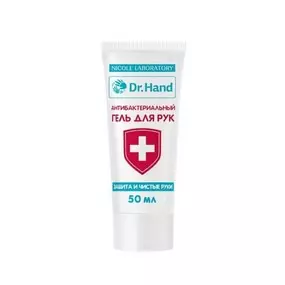 NICOLE LABORATORY
Dr.Hand
АНТИБАКТЕРИАЛЬНЫЙ
ГЕЛЬ ДЛЯ РУК
ЗАЩИТА И ЧИСТЫЕ РУКИ
50 МЛ